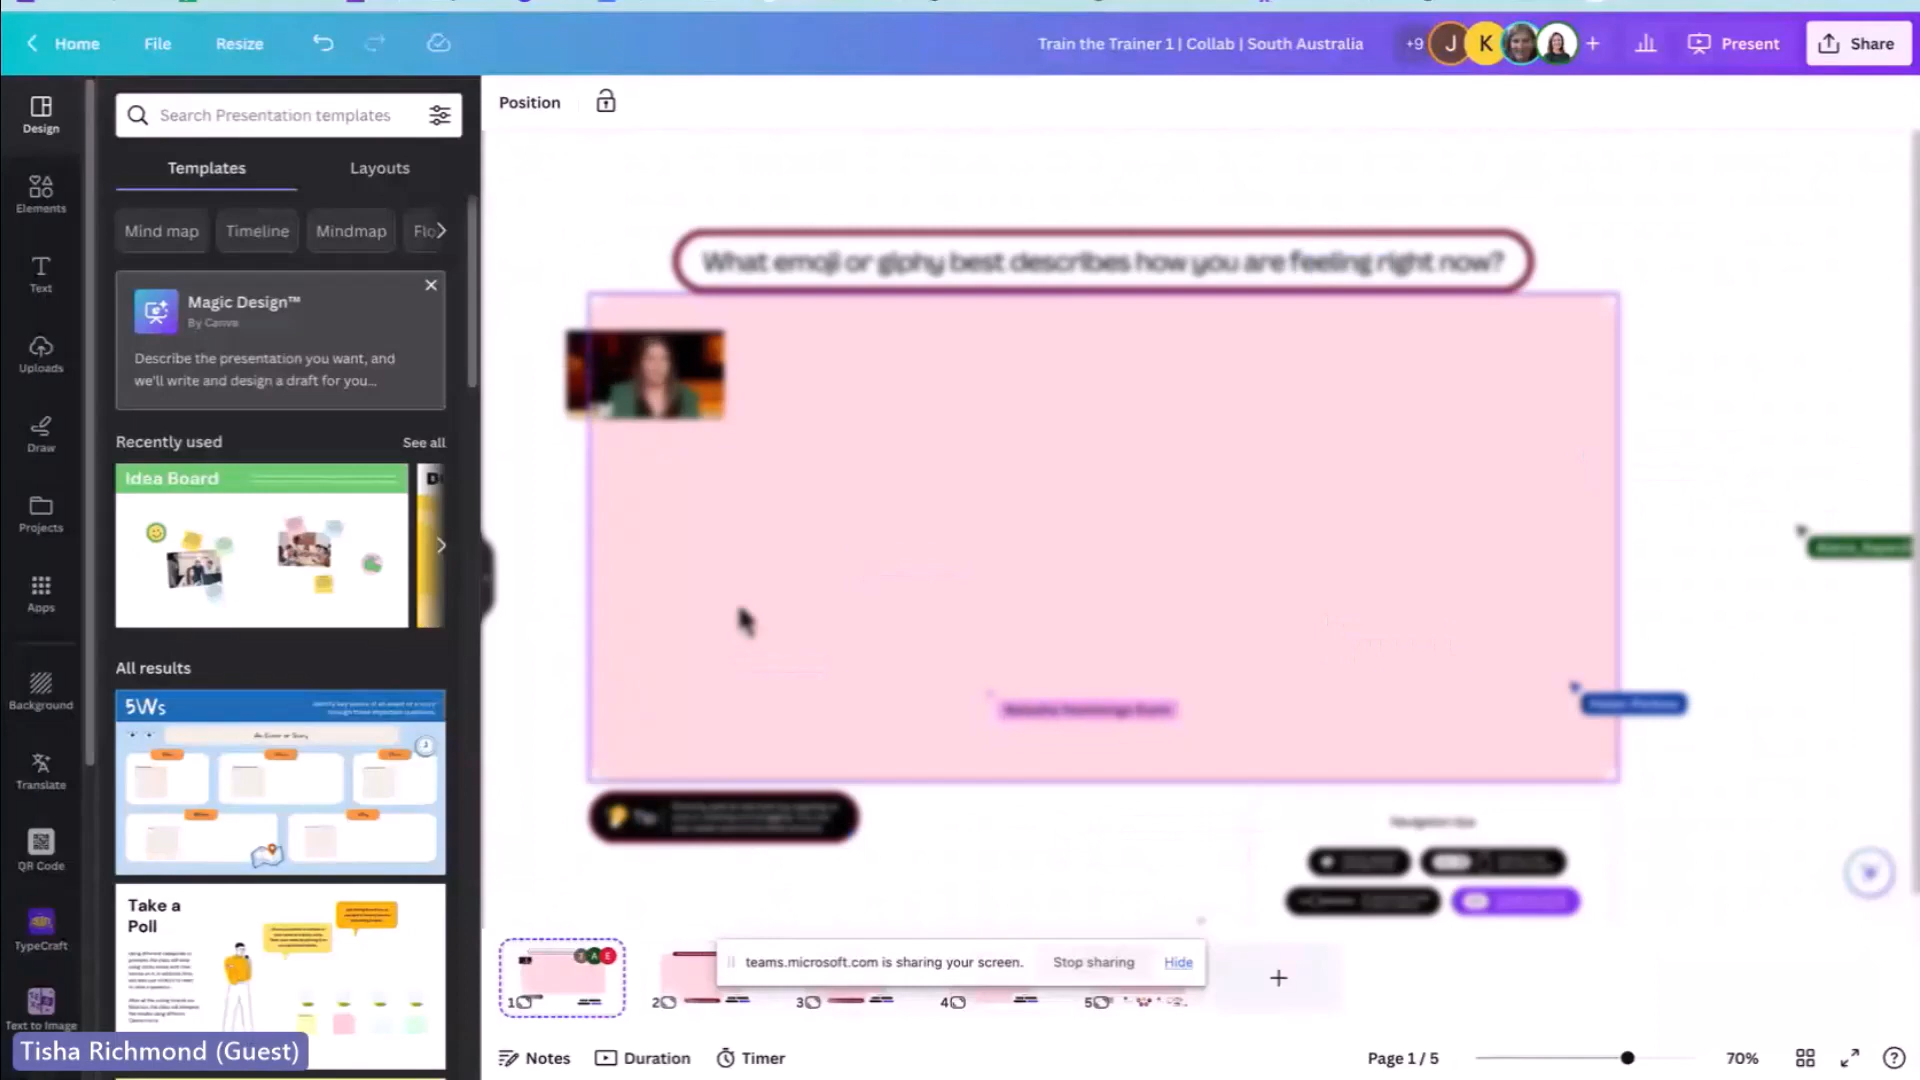 Home File Resize
Train the Trainer 1 | Collab | South Australia
+9 J K
Present
Share
Design
Elements
Text
Uploads
Draw
Projects
Apps
Background
Translate
QR Code
TypeCraft
Text to Image
Search Presentation templates
Templates Layouts
Mind map Timeline Mindmap Flo
Magic Design™
By Canva
Describe the presentation you want, and
we'll write and design a draft for you...
Recently used See all
Idea Board
All results
5Ws
Take a
Poll
Position
What emoji or giphy best describes how you are feeling right now?
Tip
teams.microsoft.com is sharing your screen. Stop sharing Hide
1 2 3 4 5
Tisha Richmond (Guest)
Notes Duration Timer
Page 1 / 5 70%